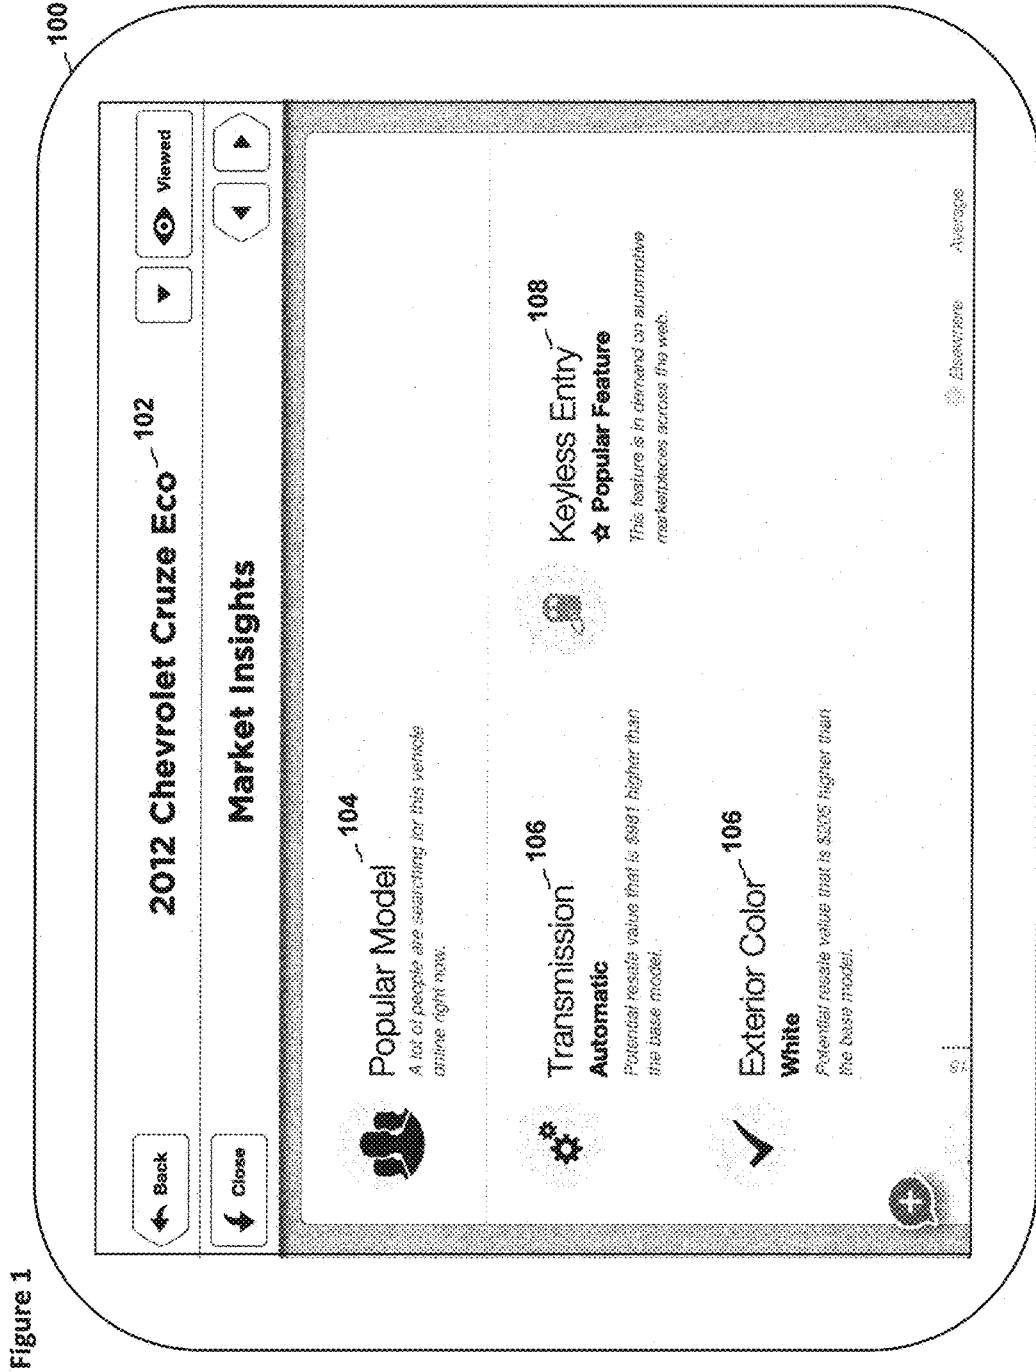 Figure 1
100
Back
2012 Chevrolet Cruze Eco
102
Viewed
Close
Market Insights
Popular Model
104
A lot of people are searching for this vehicle
online right now.
Transmission
106
Automatic
Potential resale value that is $981 higher than
the base model.
Keyless Entry
108
☆ Popular Feature
This feature is in demand on automotive
marketplaces across the web.
Exterior Color
106
White
Potential resale value that is $205 higher than
the base model.
Elsewhere
Average